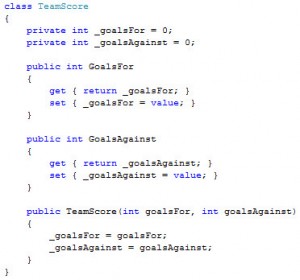 class TeamScore
{
    private int _goalsFor = 0;
    private int _goalsAgainst = 0;

    public int GoalsFor
    {
        get { return _goalsFor; }
        set { _goalsFor = value; }
    }

    public int GoalsAgainst
    {
        get { return _goalsAgainst; }
        set { _goalsAgainst = value; }
    }

    public TeamScore(int goalsFor, int goalsAgainst)
    {
        _goalsFor = goalsFor;
        _goalsAgainst = goalsAgainst;
    }
}